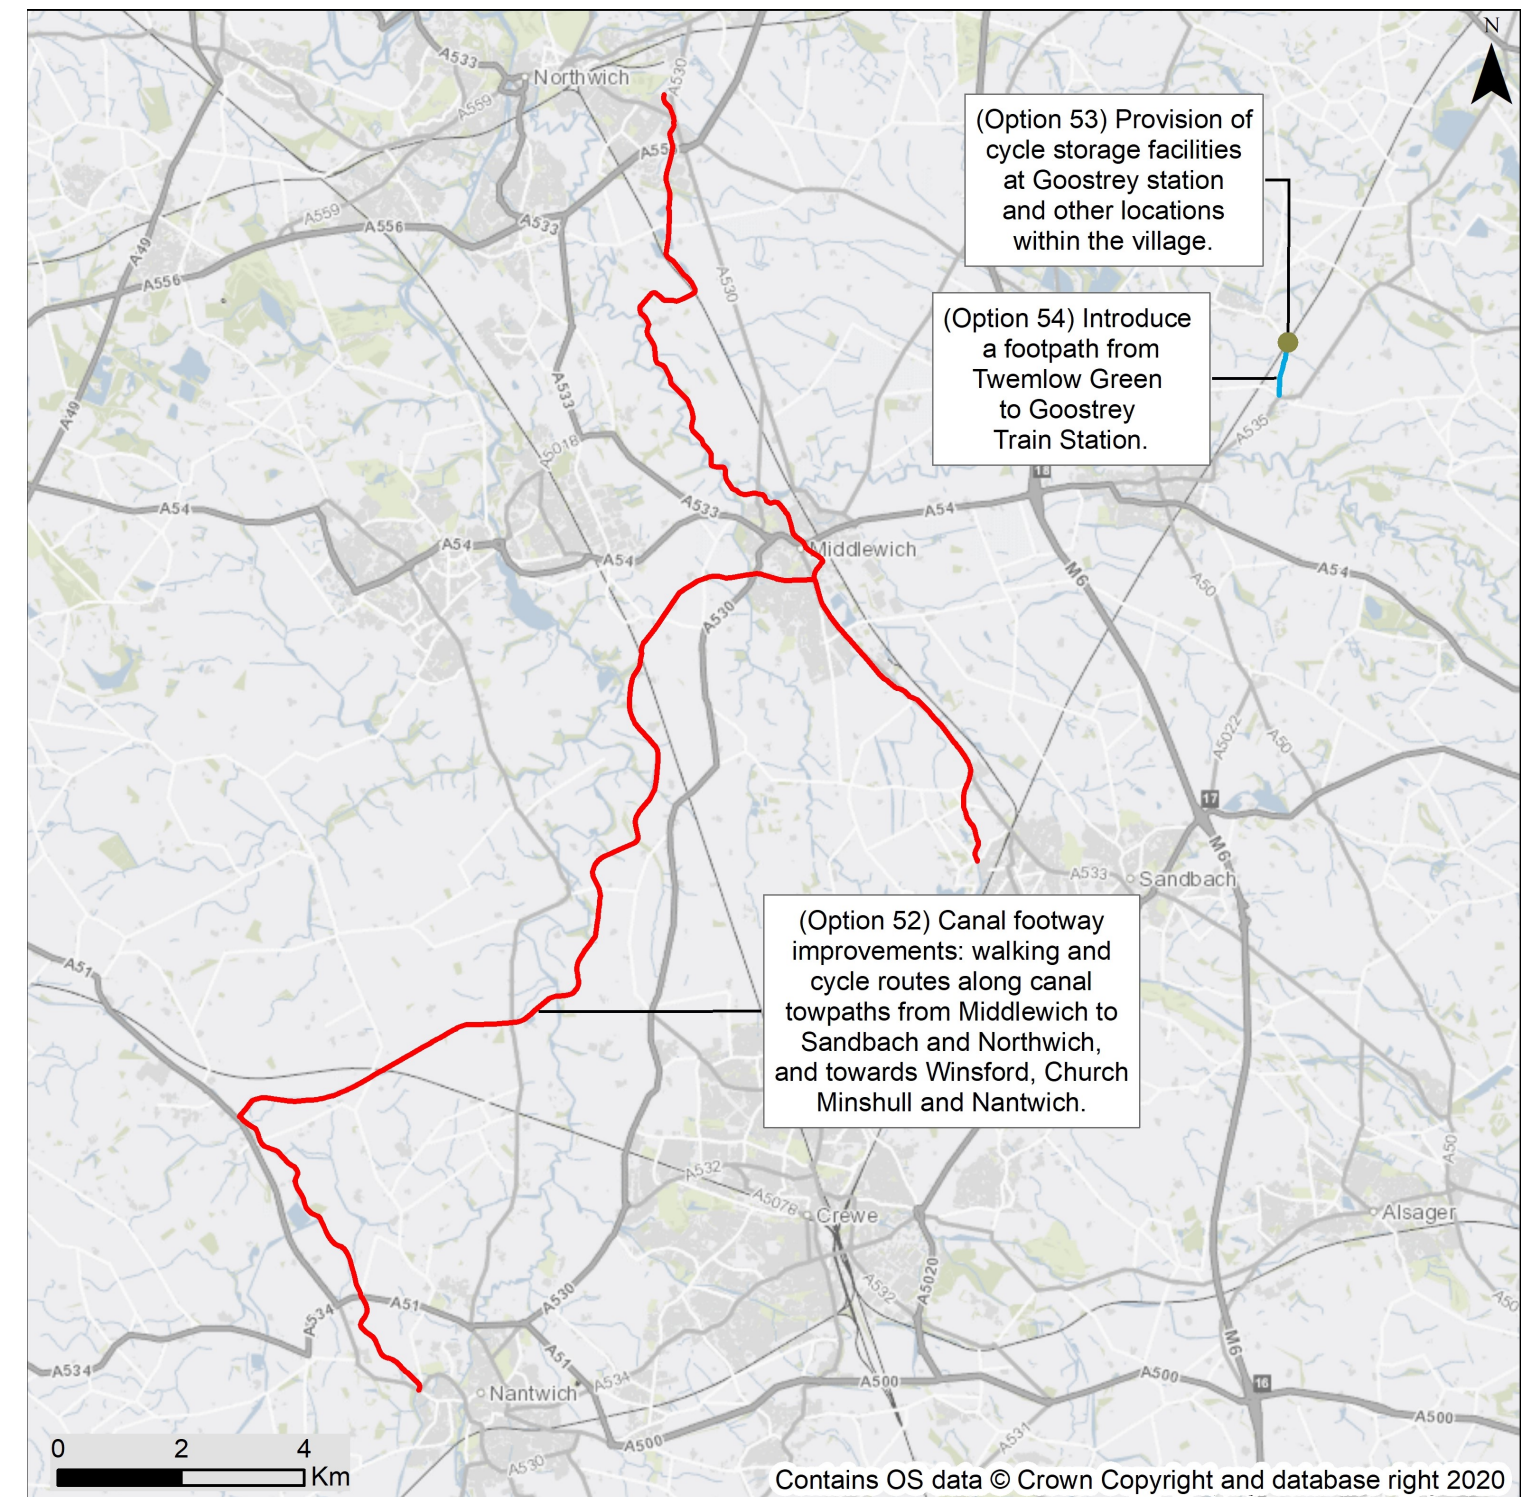 N
A533
Northwich
A530
A559
A55
(Option 53) Provision of
cycle storage facilities
at Goostrey station
and other locations
within the village.
A559
A556
A533
A49
A556
A530
(Option 54) Introduce
a footpath from
Twemlow Green
to Goostrey
Train Station.
A49
A533
A5018
A535
18
A54
A533
A54
A54
A54
Middlewich
M6
A54
A50
A530
A5022
A50
17
M6
A533
Sandbach
(Option 52) Canal footway
improvements: walking and
cycle routes along canal
towpaths from Middlewich to
Sandbach and Northwich,
and towards Winsford, Church
Minshull and Nantwich.
A51
A50
A532
A5078
Crewe
Alsager
A5020
A532
A530
A50
A51
A534
M6
A51
A534
A534
Nantwich
A500
A500
16
A500
A500
A531
A530
0 2 4
Km
Contains OS data © Crown Copyright and database right 2020